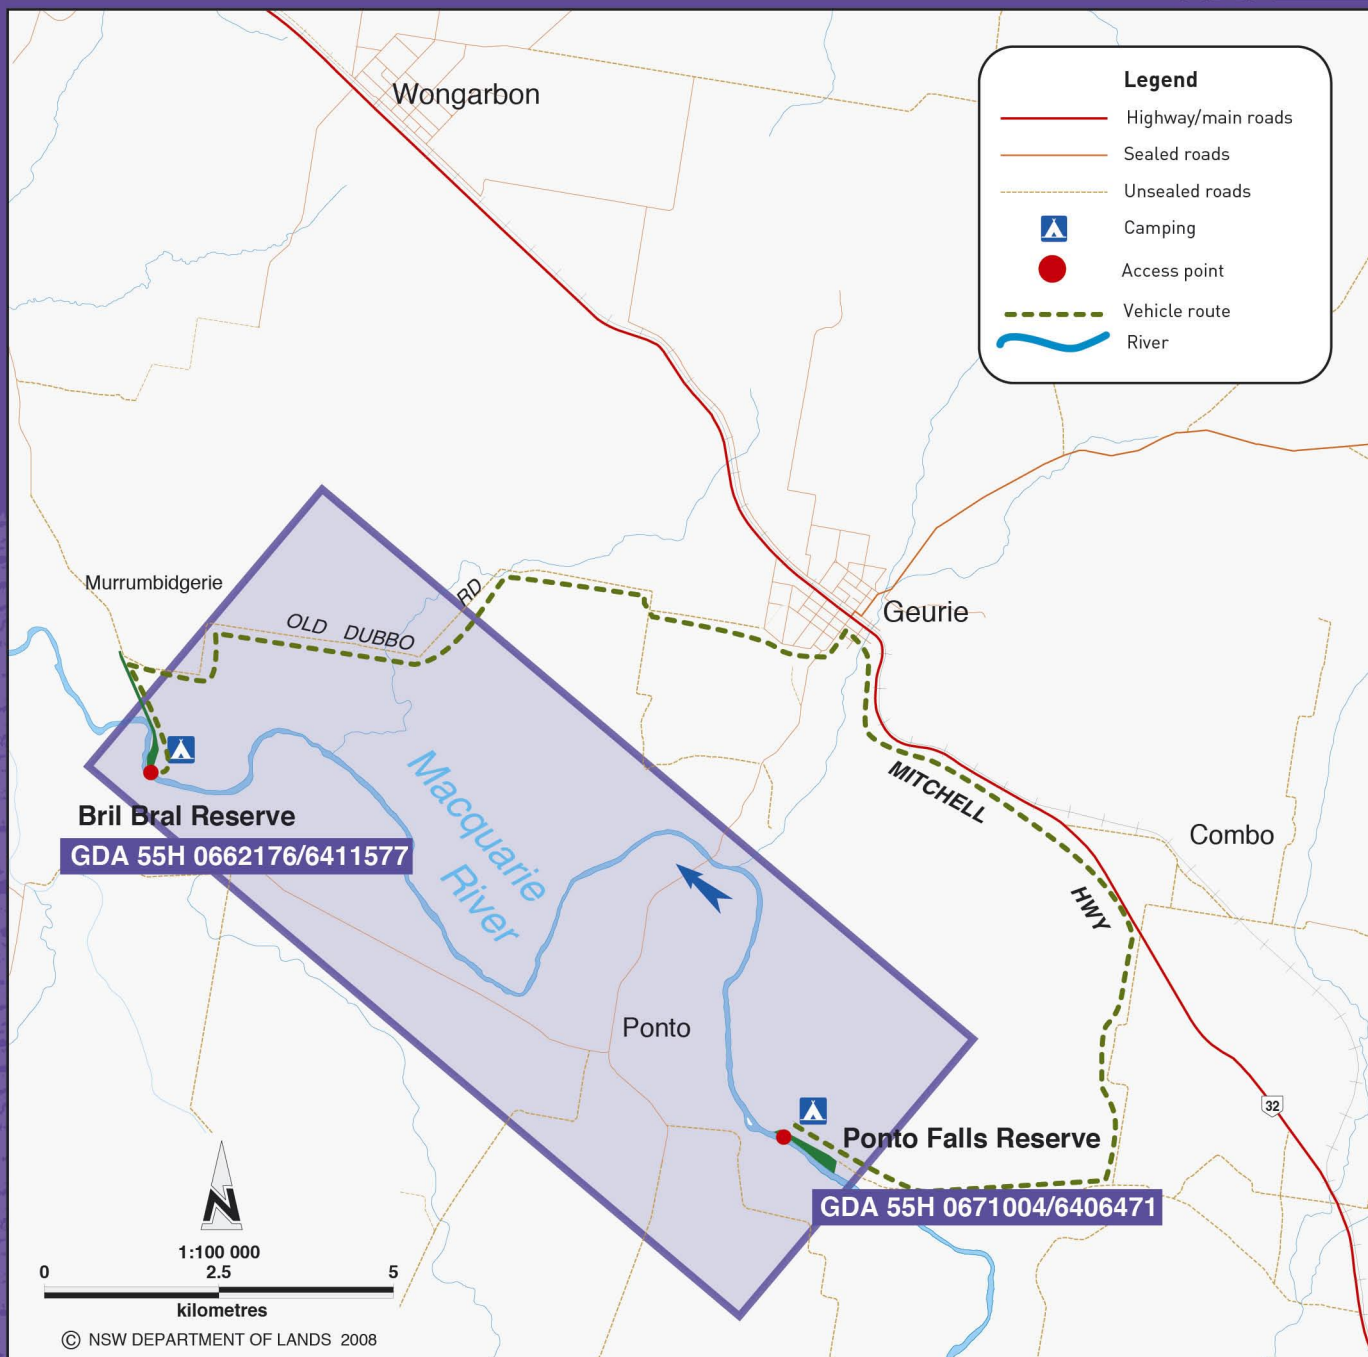 Wongarbon
Legend
Highway/main roads
Sealed roads
Unsealed roads
Camping
Access point
Vehicle route
River
Murrumbidgerie
OLD DUBBO RD
Geurie
MITCHELL HWY
Combo
Bril Bral Reserve
GDA 55H 0662176/6411577
Macquarie
River
Ponto
32
Ponto Falls Reserve
GDA 55H 0671004/6406471
N
1:100 000
0 2.5 5
kilometres
© NSW DEPARTMENT OF LANDS 2008